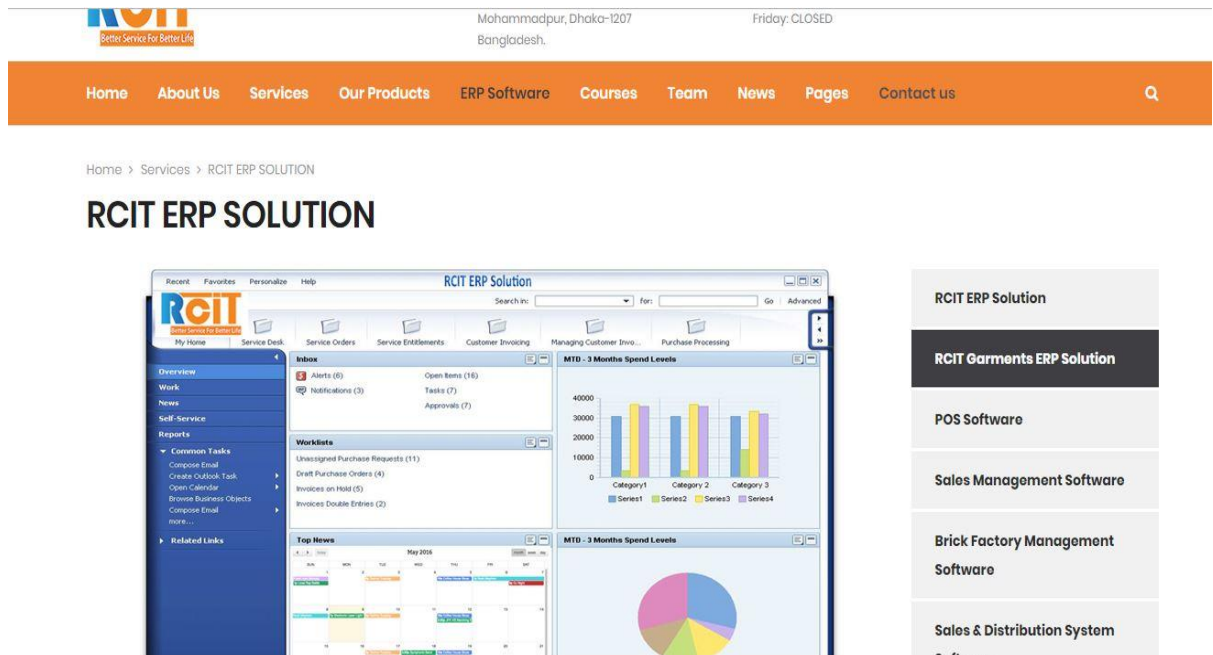 RCIT
Better Service For Better Life
Mohammadpur, Dhaka-1207
Bangladesh.
Friday: CLOSED
Home About Us Services Our Products ERP Software Courses Team News Pages Contact us
Home > Services > RCIT ERP SOLUTION
RCIT ERP SOLUTION
Recent Favorites Personalize Help
RCIT ERP Solution
Search in: for: Go Advanced
RCIT
Better Service For Better Life
My Home Service Desk Service Orders Service Entitlements Customer Invoicing Managing Customer Invo... Purchase Processing
Overview
Work
News
Self-Service
Reports
Common Tasks
Compose Email
Create Outlook Task
Open Calendar
Browse Business Objects
Compose Email
more...
Related Links
Inbox
Alerts (6)
Notifications (3)
Open Items (16)
Tasks (7)
Approvals (7)
Worklists
Unassigned Purchase Requests (11)
Draft Purchase Orders (4)
Invoices on Hold (5)
Invoices Double Entries (2)
Top News
May 2016
SUN MON TUE WED THU FRI SAT
MTD - 3 Months Spend Levels
40000
30000
20000
10000
0
Category1 Category 2 Category 3
Series1 Series2 Series3 Series4
MTD - 3 Months Spend Levels
RCIT ERP Solution
RCIT Garments ERP Solution
POS Software
Sales Management Software
Brick Factory Management
Software
Sales & Distribution System